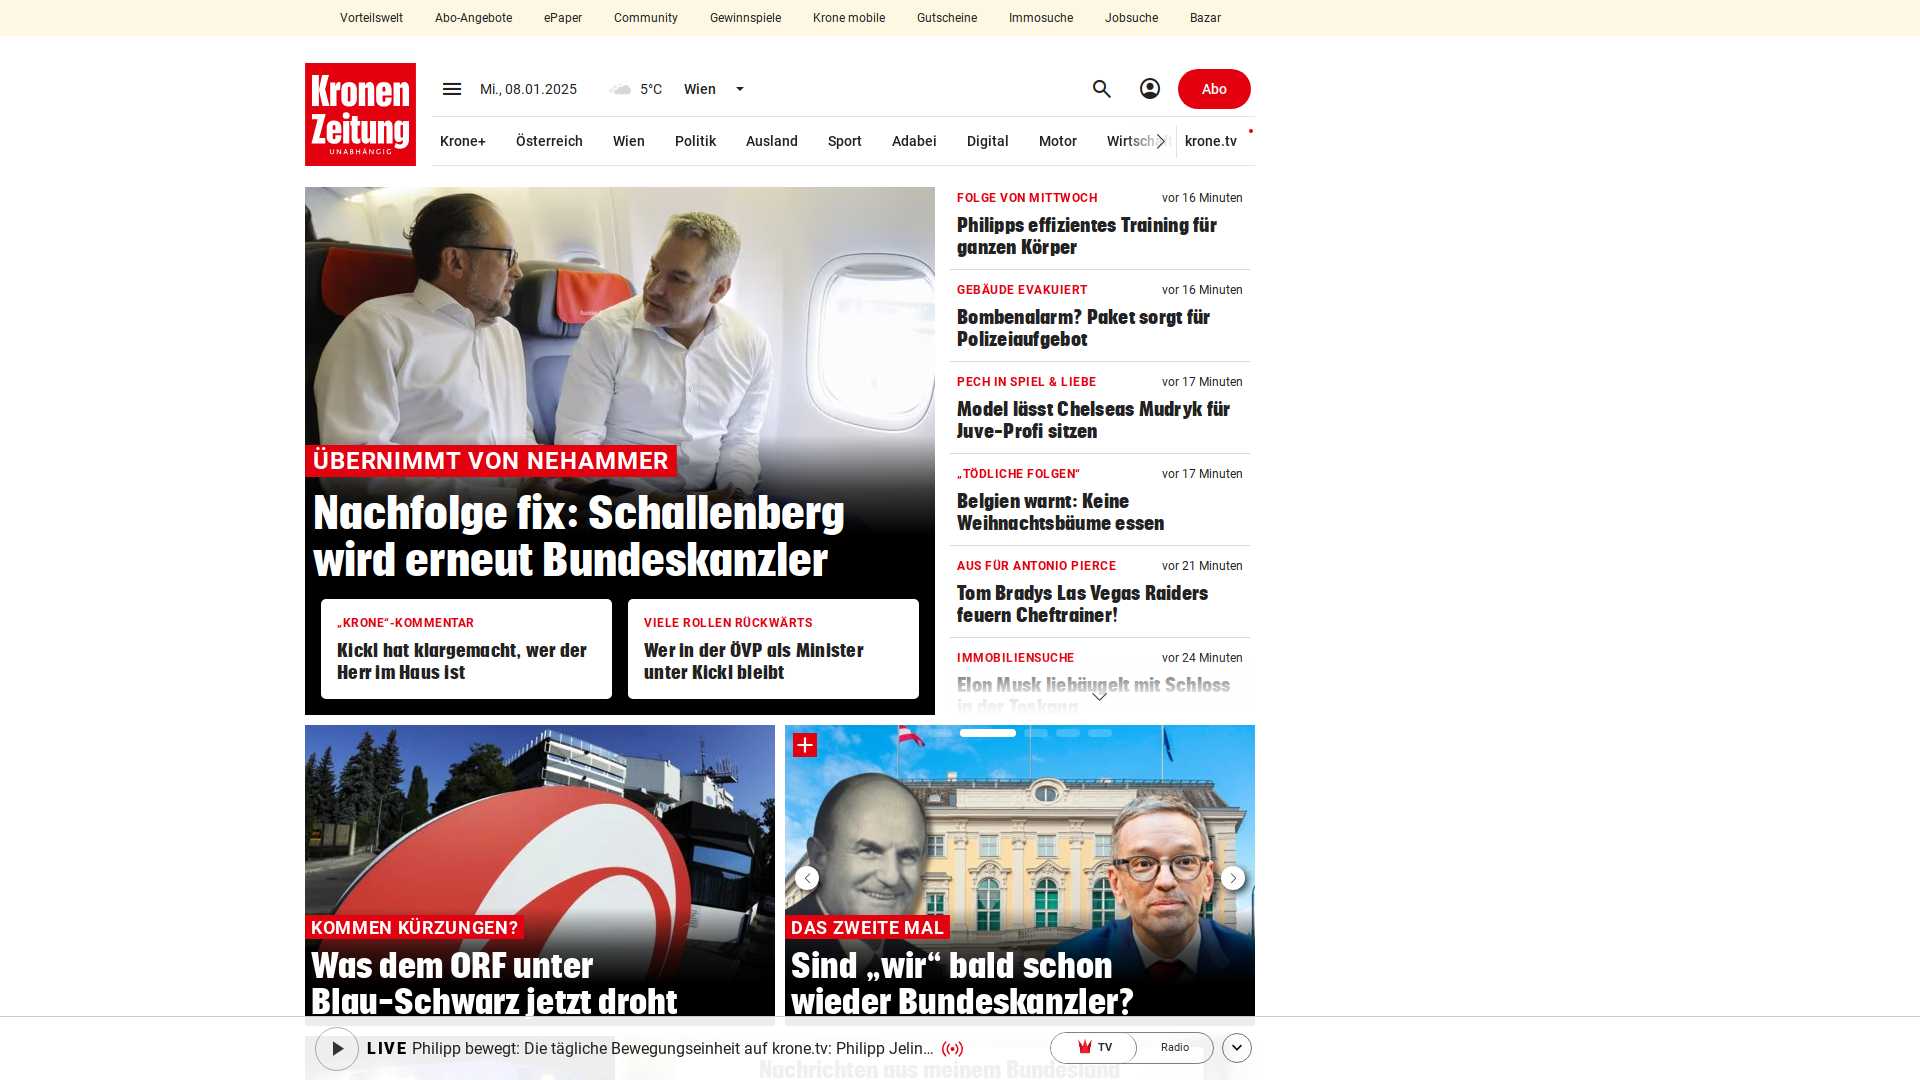 Vorteilswelt Abo-Angebote ePaper Community Gewinnspiele Krone mobile Gutscheine Immosuche Jobsuche Bazar
Kronen
Zeitung
UNABHÄNGIG
Mi., 08.01.2025 5°C Wien Abo
Krone+ Österreich Wien Politik Ausland Sport Adabei Digital Motor Wirtschaft krone.tv
ÜBERNIMMT VON NEHAMMER
Nachfolge fix: Schallenberg
wird erneut Bundeskanzler
„KRONE“-KOMMENTAR
Kickl hat klargemacht, wer der
Herr im Haus ist
VIELE ROLLEN RÜCKWÄRTS
Wer in der ÖVP als Minister
unter Kickl bleibt
FOLGE VON MITTWOCH vor 16 Minuten
Philipps effizientes Training für
ganzen Körper
GEBÄUDE EVAKUIERT vor 16 Minuten
Bombenalarm? Paket sorgt für
Polizeiaufgebot
PECH IN SPIEL & LIEBE vor 17 Minuten
Model lässt Chelseas Mudryk für
Juve-Profi sitzen
„TÖDLICHE FOLGEN“ vor 17 Minuten
Belgien warnt: Keine
Weihnachtsbäume essen
AUS FÜR ANTONIO PIERCE vor 21 Minuten
Tom Bradys Las Vegas Raiders
feuern Cheftrainer!
IMMOBILIENSUCHE vor 24 Minuten
Elon Musk liebäugelt mit Schloss
in der Toskana
KOMMEN KÜRZUNGEN?
Was dem ORF unter
Blau-Schwarz jetzt droht
DAS ZWEITE MAL
Sind „wir“ bald schon
wieder Bundeskanzler?
LIVE Philipp bewegt: Die tägliche Bewegungseinheit auf krone.tv: Philipp Jelin... TV Radio
Nachrichten aus meinem Bundesland